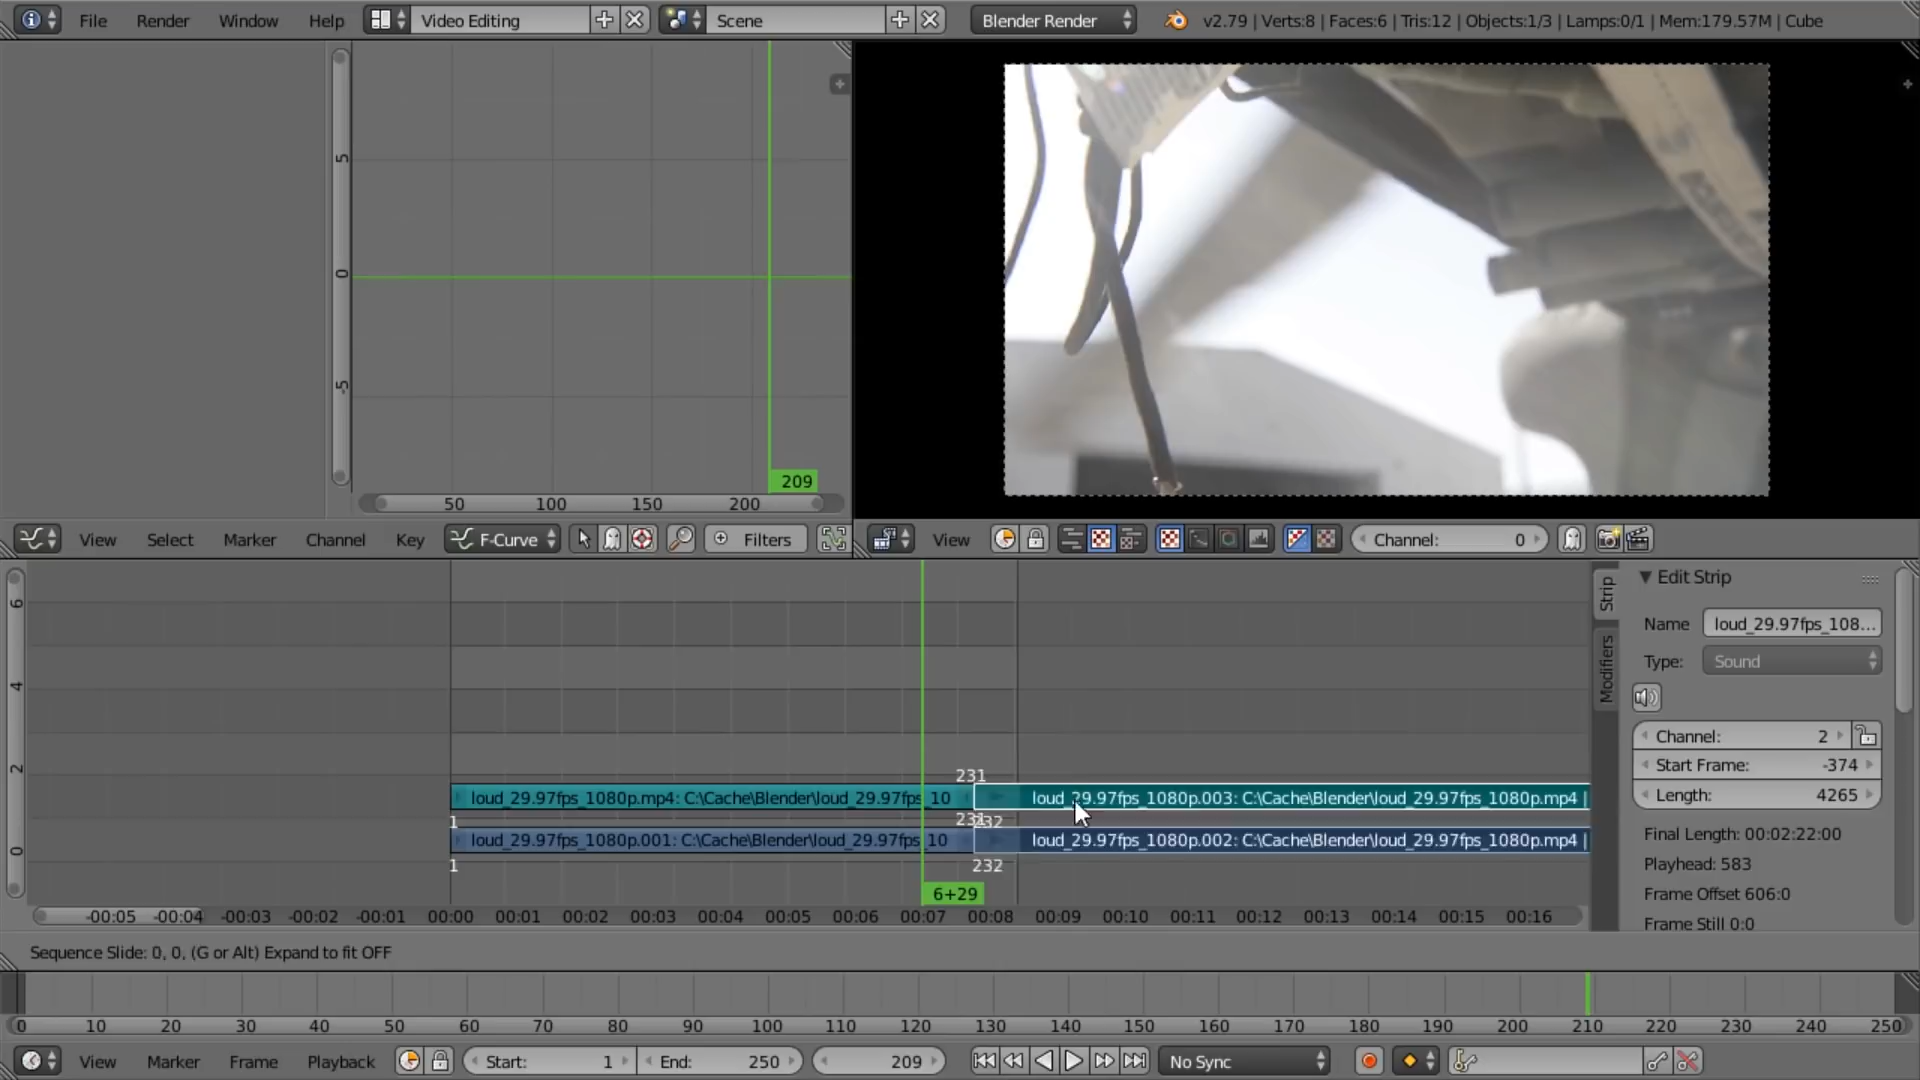 File Render Window Help Video Editing Scene Blender Render v2.79 | Verts:8 | Faces:6 | Tris:12 | Objects:1/3 | Lamps:0/1 | Mem:179.57M | Cube
5
0
-5
209
50 100 150 200
View Select Marker Channel Key F-Curve Filters View Channel: 0
6
4
2
0
231
loud_29.97fps_1080p.mp4: C:\Cache\Blender\loud_29.97fps_10 loud_29.97fps_1080p.003: C:\Cache\Blender\loud_29.97fps_1080p.mp4 |
1 231 232
loud_29.97fps_1080p.001: C:\Cache\Blender\loud_29.97fps_10 loud_29.97fps_1080p.002: C:\Cache\Blender\loud_29.97fps_1080p.mp4 |
1 232
6+29
-00:05 -00:04 -00:03 -00:02 -00:01 00:00 00:01 00:02 00:03 00:04 00:05 00:06 00:07 00:08 00:09 00:10 00:11 00:12 00:13 00:14 00:15 00:16
Strip
Modifiers
Edit Strip
Name loud_29.97fps_108...
Type: Sound
Channel: 2
Start Frame: -374
Length: 4265
Final Length: 00:02:22:00
Playhead: 583
Frame Offset 606:0
Frame Still 0:0
Sequence Slide: 0, 0, (G or Alt) Expand to fit OFF
0 10 20 30 40 50 60 70 80 90 100 110 120 130 140 150 160 170 180 190 200 210 220 230 240 250
View Marker Frame Playback Start: 1 End: 250 209 No Sync